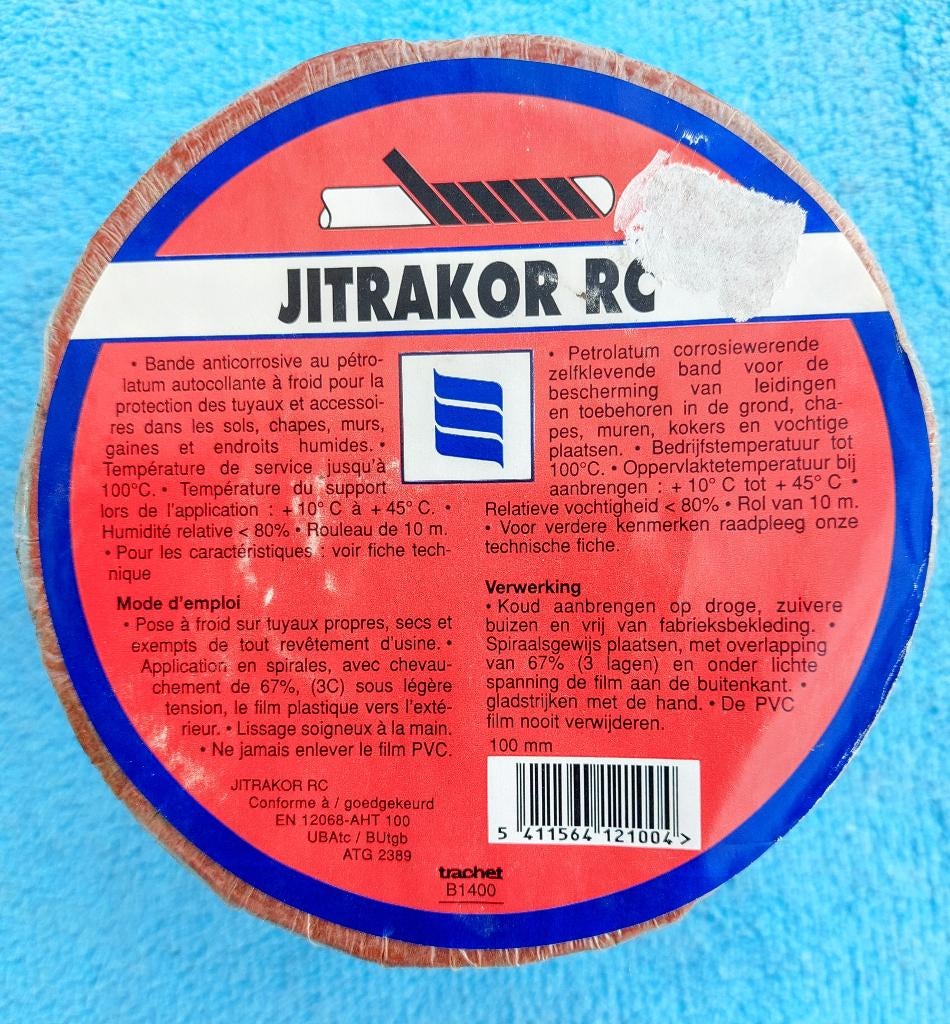 JITRAKOR RC
• Bande anticorrosive au pétro-
latum autocollante à froid pour la
protection des tuyaux et accessoi-
res dans les sols, chapes, murs,
gaines et endroits humides. •
Température de service jusqu'à
100°C. • Température du support
lors de l'application : + 10° C à + 45° C. •
Humidité relative < 80% • Rouleau de 10 m.
• Pour les caractéristiques : voir fiche tech-
nique
Mode d'emploi
• Pose à froid sur tuyaux propres, secs et
exempts de tout revêtement d'usine. •
Application en spirales, avec chevau-
chement de 67%, (3C) sous légère
tension, le film plastique vers l'exté-
rieur. • Lissage soigneux à la main.
• Ne jamais enlever le film PVC.
JITRAKOR RC
Conforme à / goedgekeurd
EN 12068-AHT 100
UBAtc / BUtgb
ATG 2389
• Petrolatum corrosiewerende
zelfklevende band voor de
bescherming van leidingen
en toebehoren in de grond, cha-
pes, muren, kokers en vochtige
plaatsen. • Bedrijfstemperatuur tot
100°C. • Oppervlaktetemperatuur bij
aanbrengen : + 10° C tot + 45° C •
Relatieve vochtigheid < 80% • Rol van 10 m.
• Voor verdere kenmerken raadpleeg onze
technische fiche.
Verwerking
• Koud aanbrengen op droge, zuivere
buizen en vrij van fabrieksbekleding. •
Spiraalsgewijs plaatsen, met overlapping
van 67% (3 lagen) en onder lichte
spanning de film aan de buitenkant. •
gladstrijken met de hand. • De PVC
film nooit verwijderen.
100 mm
5 411564 121004 >
trachet
B1400